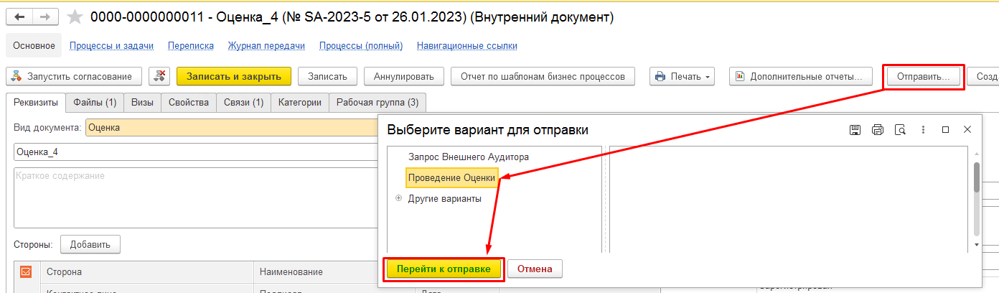 0000-0000000011 - Оценка_4 (№ SA-2023-5 от 26.01.2023) (Внутренний документ)
Основное Процессы и задачи Переписка Журнал передачи Процессы (полный) Навигационные ссылки
Запустить согласование Записать и закрыть Записать Аннулировать Отчет по шаблонам бизнес процессов Печать Дополнительные отчеты... Отправить... Созд
Реквизиты Файлы (1) Визы Свойства Связи (1) Категории Рабочая группа (3)
Вид документа: Оценка
Оценка_4
Краткое содержание
Стороны: Добавить
Сторона Наименование
Выберите вариант для отправки
Запрос Внешнего Аудитора
Проведение Оценки
Другие варианты
Перейти к отправке Отмена